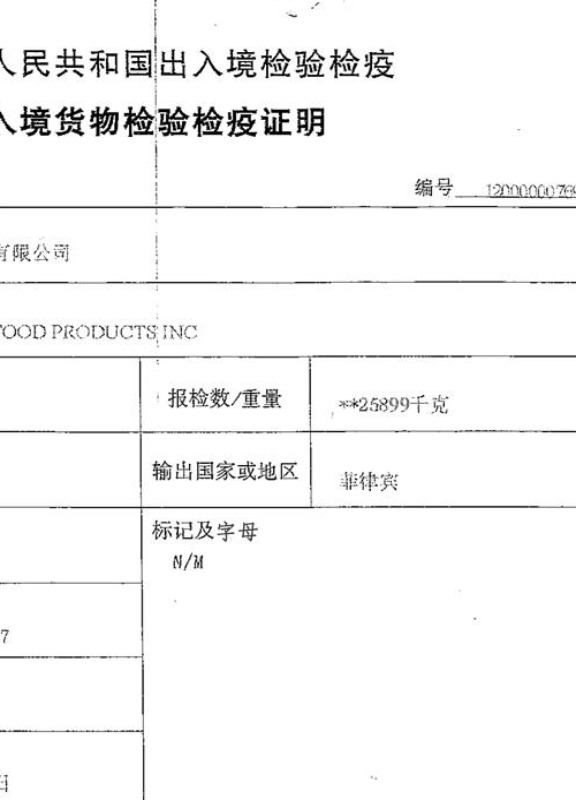 人民共和国出入境检验检疫
入境货物检验检疫证明
编号 12000000769
有限公司
FOOD PRODUCTS INC
报检数/重量 **25899千克
输出国家或地区 菲律宾
标记及字母
N/M
7
日